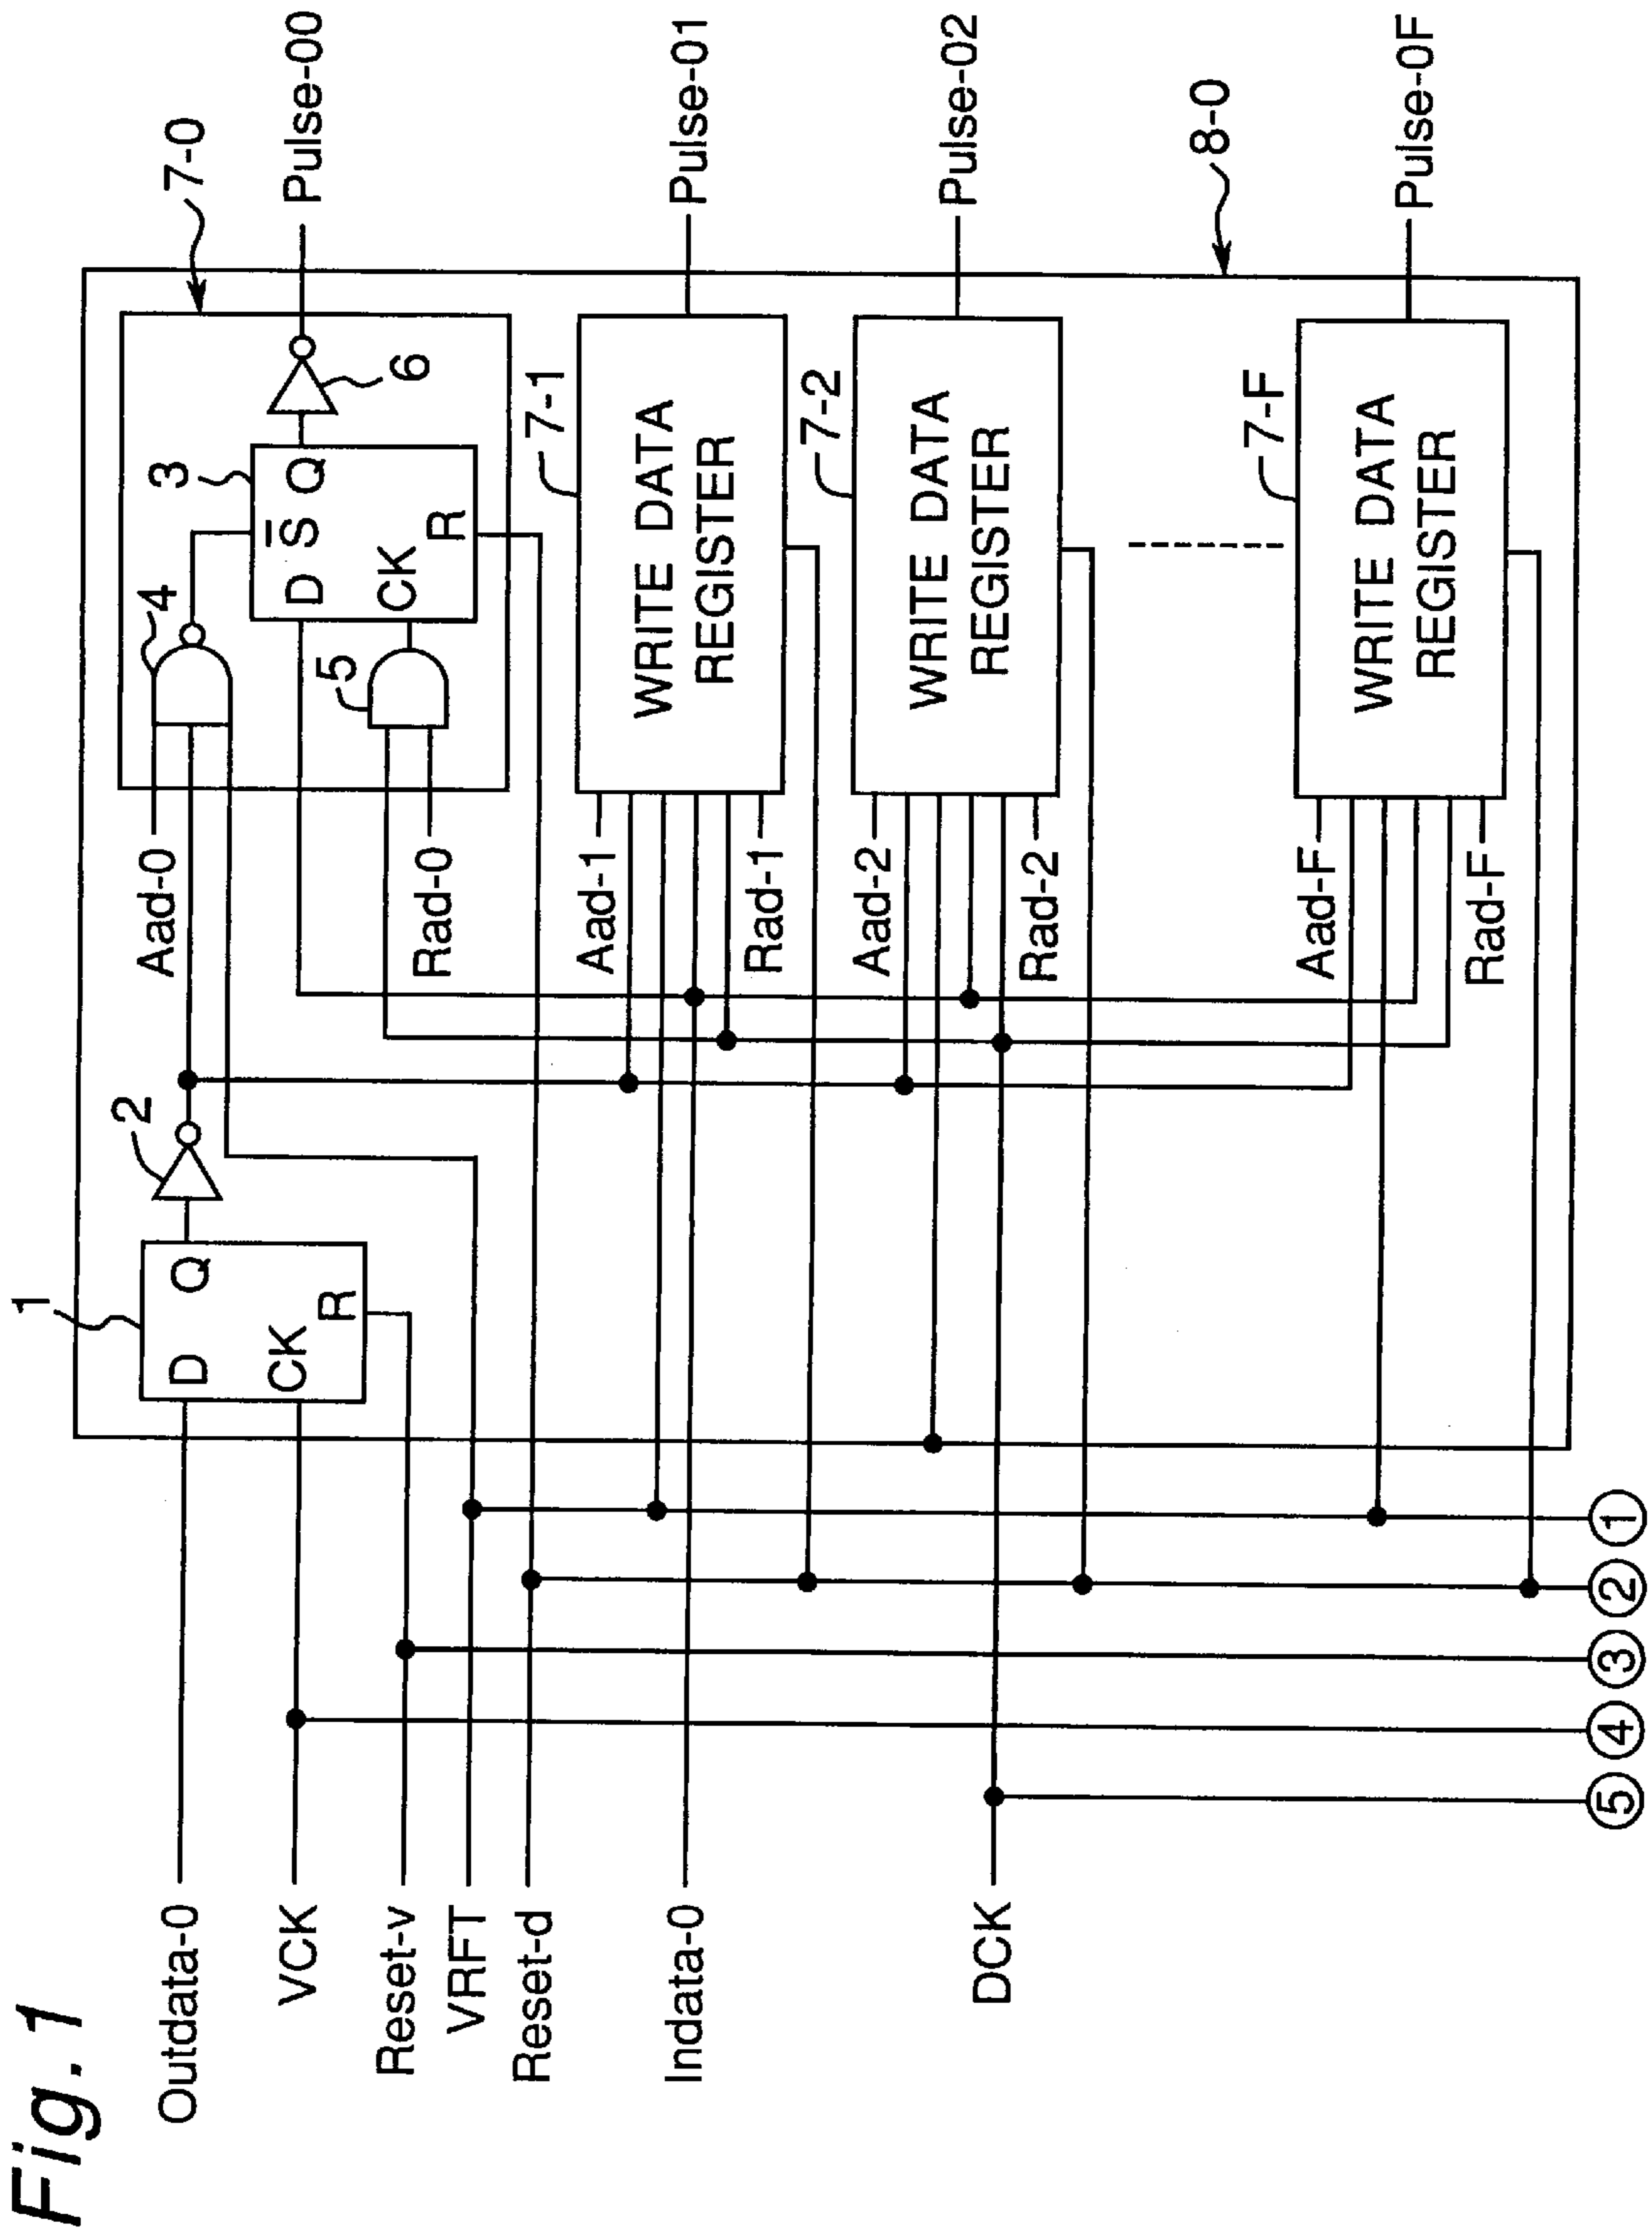 Fig.1
7-0
Pulse-00
1
2
4
3
6
D
Q
CK
R
Aad-0
5
D
S̅
Q
CK
R
Rad-0
Outdata-0
VCK
Reset-v
VRFT
Reset-d
7-1
Aad-1
WRITE DATA
REGISTER
Rad-1
Pulse-01
Indata-0
7-2
Aad-2
WRITE DATA
REGISTER
Rad-2
Pulse-02
DCK
8-0
7-F
Aad-F
WRITE DATA
REGISTER
Rad-F
Pulse-0F
⑤
④
③
②
①